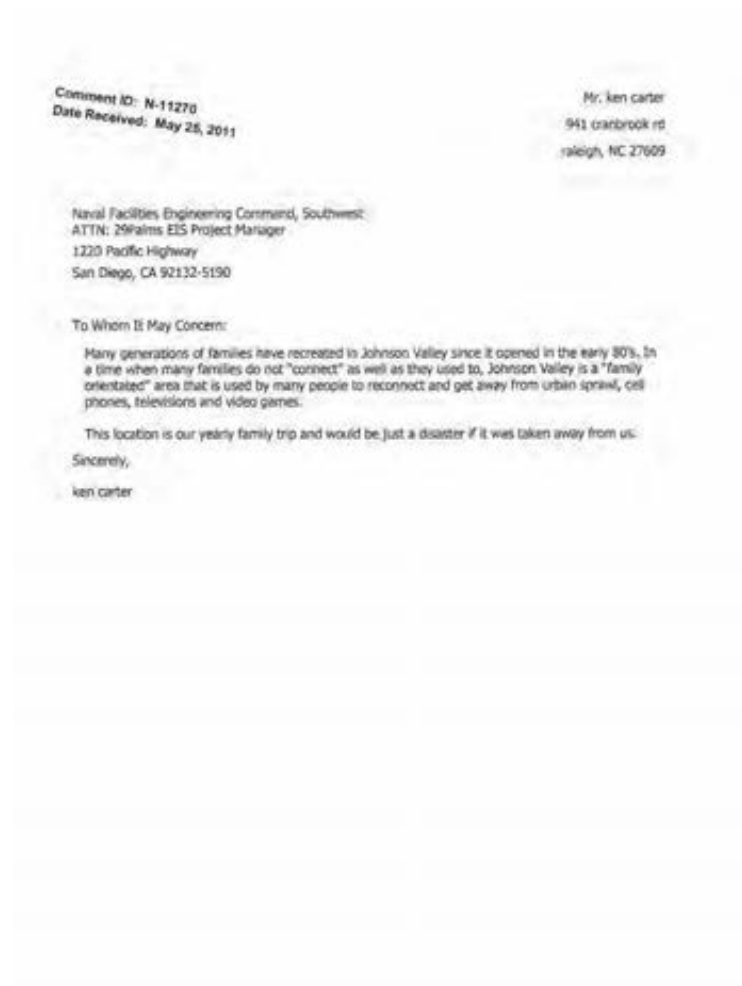 Comment ID: N-11270
Date Received: May 25, 2011
Mr. ken carter
941 cranbrook rd
raleigh, NC 27609
Naval Facilities Engineering Command, Southwest
ATTN: 29Palms EIS Project Manager
1220 Pacific Highway
San Diego, CA 92132-5190
To Whom It May Concern:
Many generations of families have recreated in Johnson Valley since it opened in the early 80's. In
a time when many families do not "connect" as well as they used to, Johnson Valley is a "family
orientated" area that is used by many people to reconnect and get away from urban sprawl, cell
phones, televisions and video games.
This location is our yearly family trip and would be just a disaster if it was taken away from us.
Sincerely,
ken carter